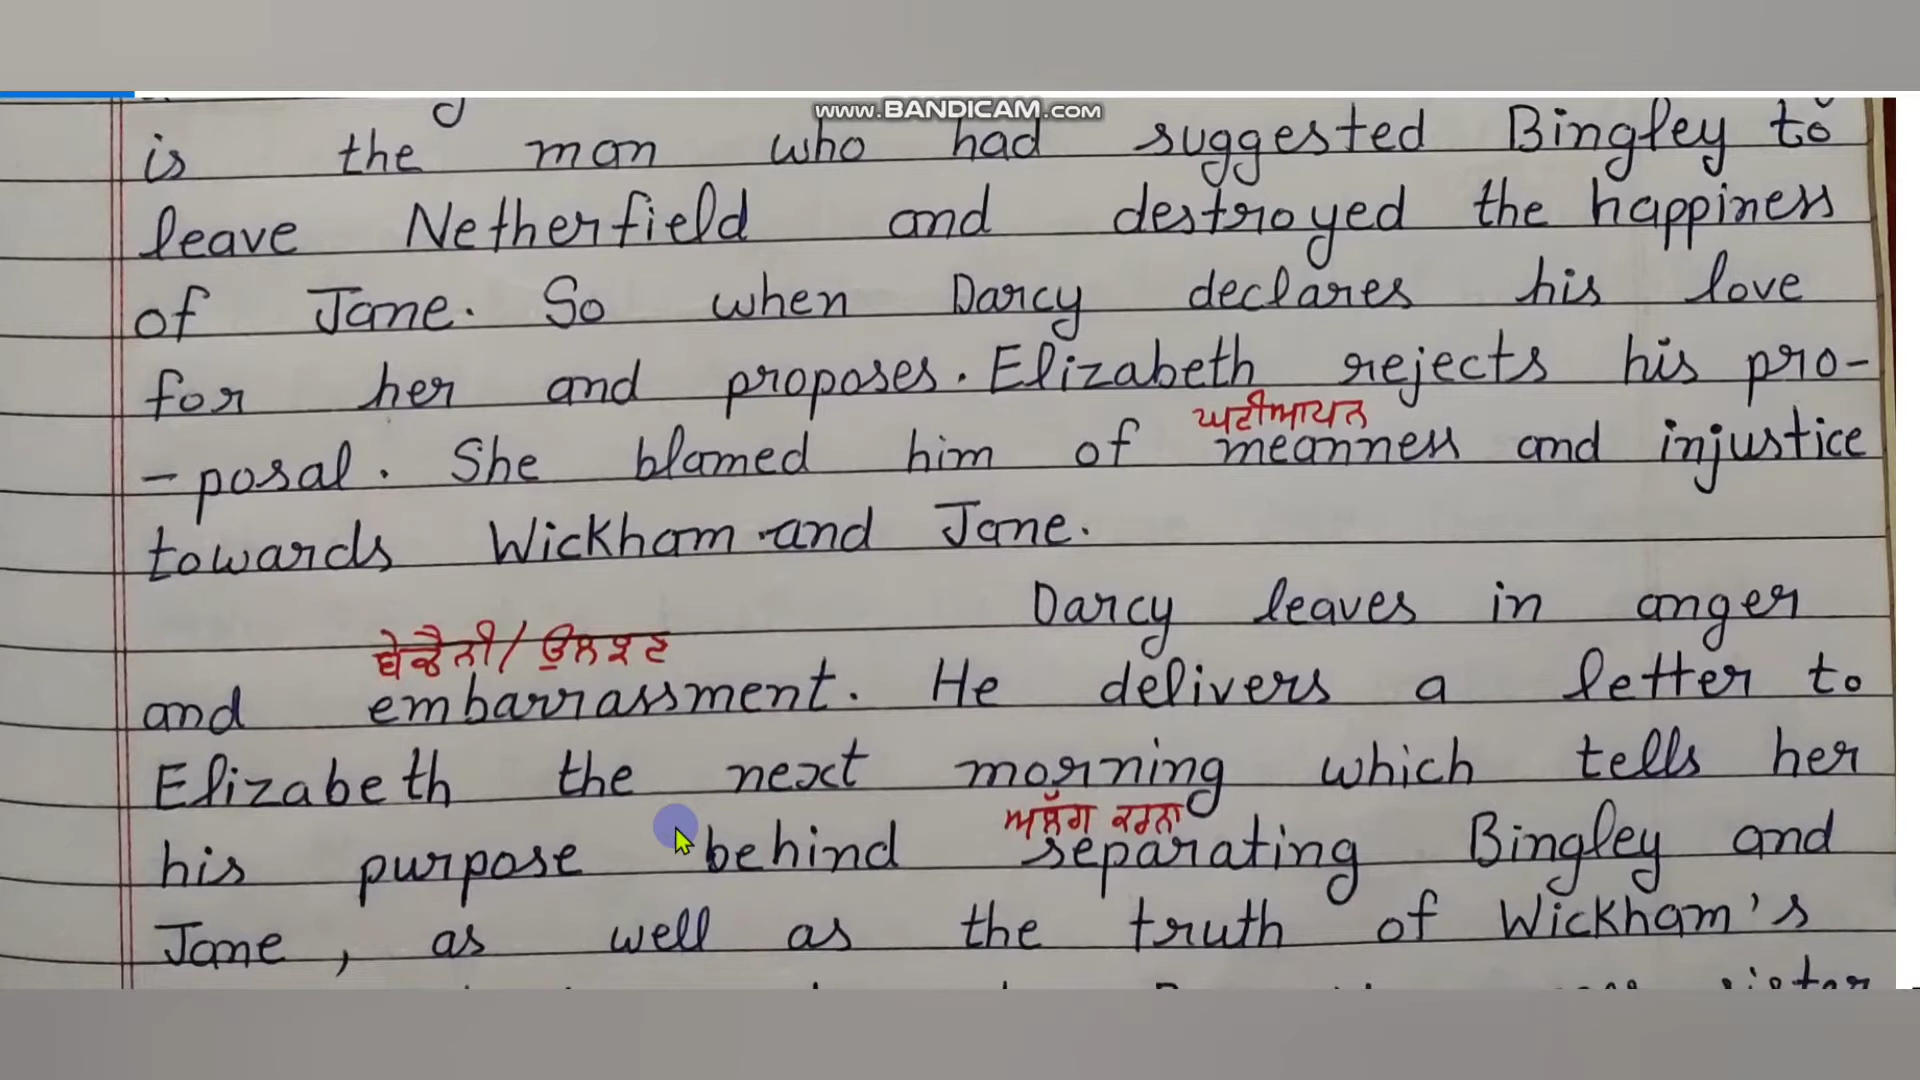 www.BANDICAM.com
is the man who had suggested Bingley to
leave Netherfield and destroyed the happiness
of Jane. So when Darcy declares his love
for her and proposes. Elizabeth rejects his pro-
ਘਟੀਆਪਨ
-posal. She blamed him of meanness and injustice
towards Wickham and Jane.
Darcy leaves in anger
ਬੇਚੈਨੀ/
and embarrassment. He delivers a letter to
Elizabeth the next morning which tells her
ਅਲੱਗ ਕਰਨਾ
his purpose behind separating Bingley and
Jane, as well as the truth of Wickham's
sister